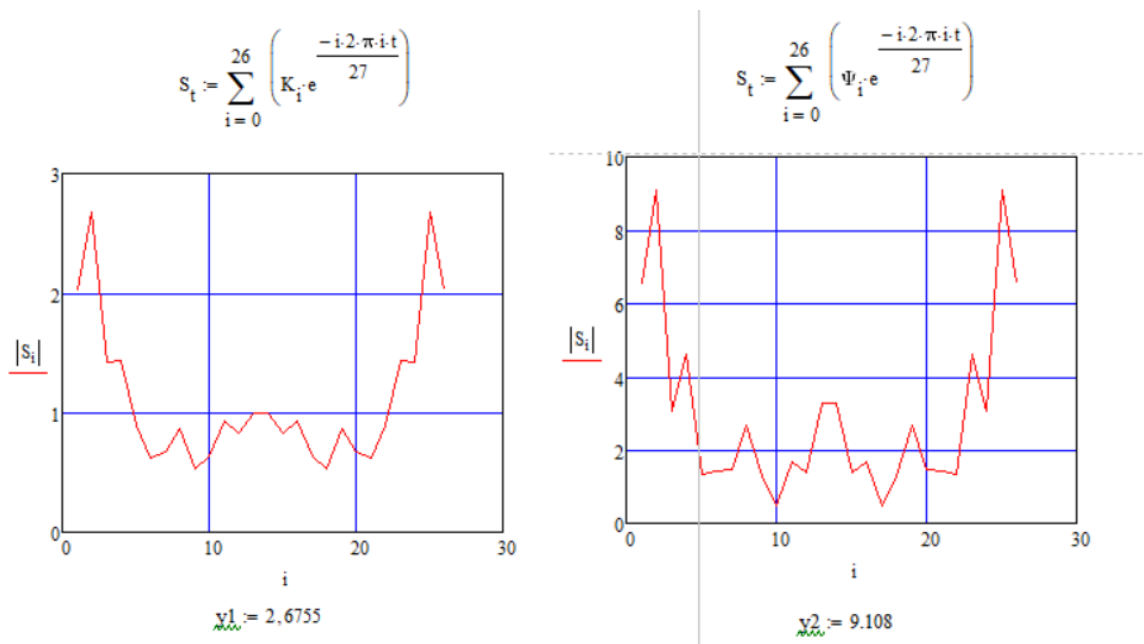 S_t := ∑_{i = 0}^{26} (K_i·e^{(−i·2·π·i·t)/27})
3
2
1
0
|S_i|
0 10 20 30
i
y1 := 2,6755
S_t := ∑_{i = 0}^{26} (Ψ_i·e^{(−i·2·π·i·t)/27})
10
8
6
4
2
0
|S_i|
0 10 20 30
i
y2 := 9.108